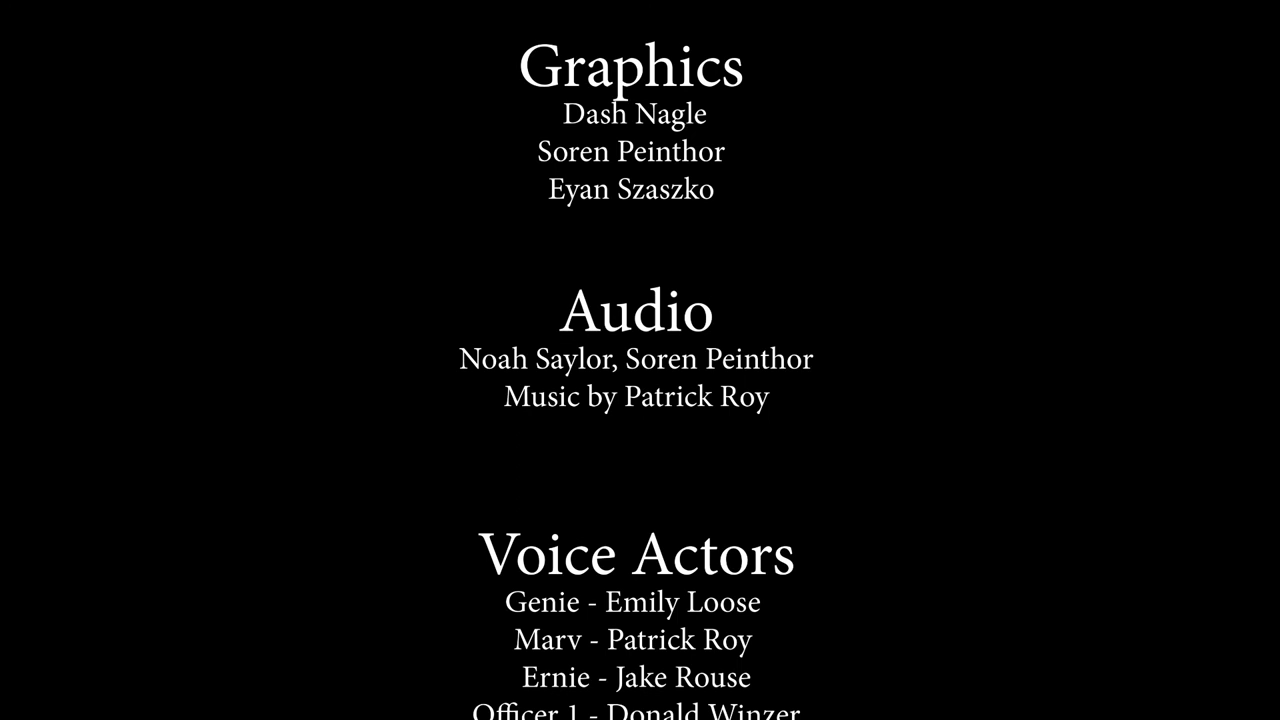 Graphics
Dash Nagle
Soren Peinthor
Eyan Szaszko
Audio
Noah Saylor, Soren Peinthor
Music by Patrick Roy
Voice Actors
Genie - Emily Loose
Marv - Patrick Roy
Ernie - Jake Rouse
Officer 1 - Donald Winzer